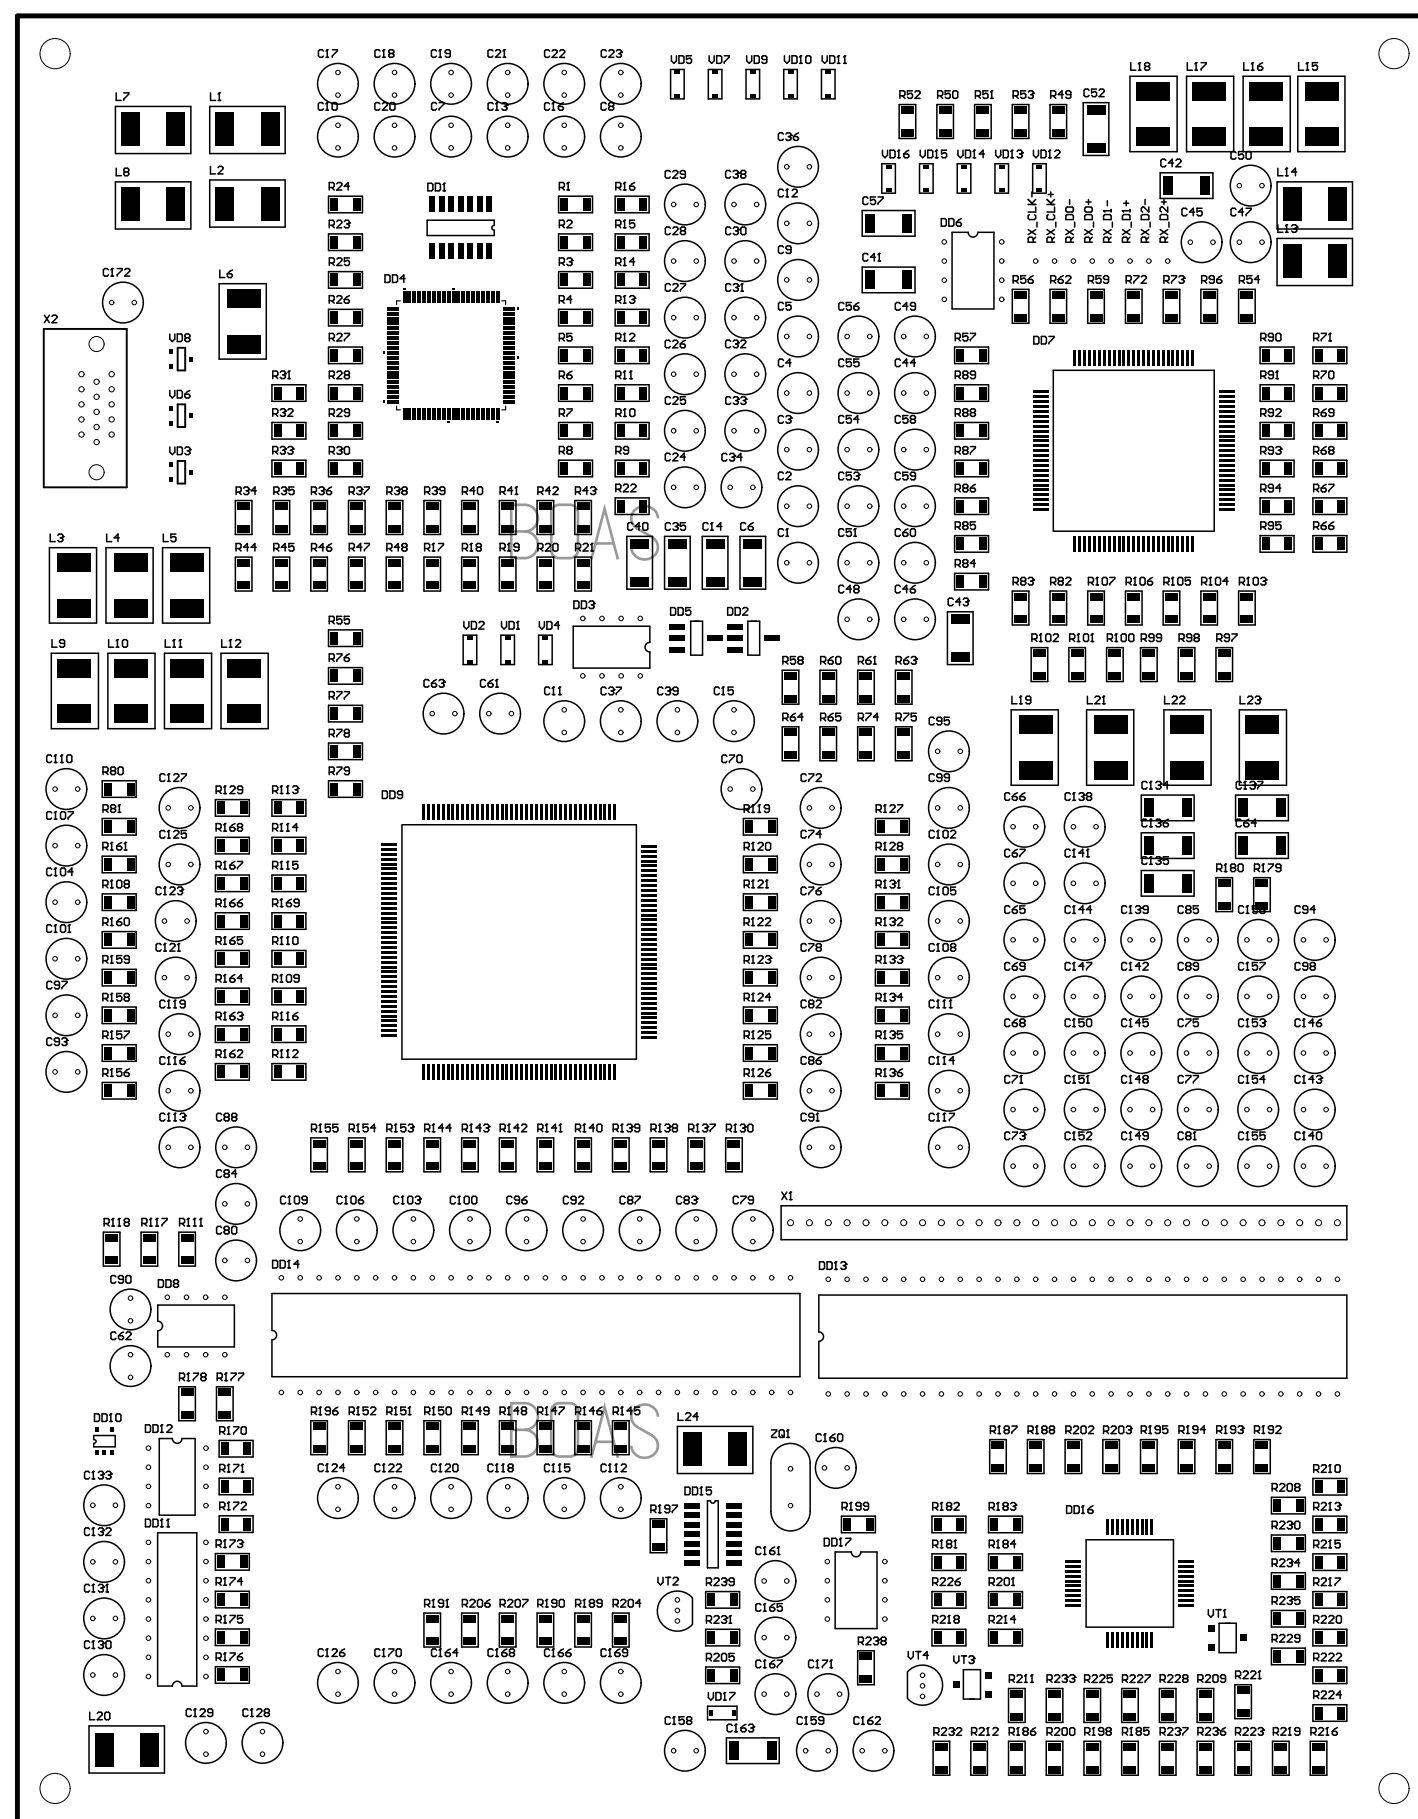 C17 C18 C19 C21 C22 C23
VD5 VD7 VD9 VD10 VD11
L18 L17 L16 L15
L7 L1
C10 C20 C7 C13 C16 C8
R52 R50 R51 R53 R49 C52
C36
VD16 VD15 VD14 VD13 VD12
C42 C50
L8 L2
R24 DD1 R1 R16 C29 C38
L14
C12 C57
RX_CLK- RX_CLK+ RX_D0- RX_D0+ RX_D1- RX_D1+ RX_D2- RX_D2+
C45 C47
R23 R2 R15 C28 C30
DD6
L13
C9 C41
C172 L6
R25 DD4 R3 R14
R56 R62 R59 R72 R73 R96 R54
C27 C31
R26 R4 R13
C5 C56 C49
X2
VD8
R27 R5 R12 C26 C32
R57 DD7 R90 R71
C4 C55 C44
R31 R28 R6 R11
R89 R91 R70
VD6
R32 R29 R7 R10 C25 C33
R88 R92 R69
C3 C54 C58
VD3
R33 R30 R8 R9 C24 C34
R87 R93 R68
C2 C53 C59
R34 R35 R36 R37 R38 R39 R40 R41 R42 R43 R22
R86 R94 R67
BOAS
C40 C35 C14 C6
C1 C51 C60
R85 R95 R66
L3 L4 L5
R44 R45 R46 R47 R48 R17 R18 R19 R20 R21
R84
C48 C46 C43
R83 R82 R107 R106 R105 R104 R103
R55 VD2 VD1 VD4 DD3 DD5 DD2
R102 R101 R100 R99 R98 R97
L9 L10 L11 L12
R76
R58 R60 R61 R63
R77
C63 C61 C11 C37 C39 C15
L19 L21 L22 L23
R78
R64 R65 R74 R75 C95
C110 R80 C127 R79
C70 C72 C99
DD9
R129 R113
C134 C137
C107 R81
R119 R127
C66 C138
C125 R168 R114
C74 C102
C136 C64
R161
R120 R128
C104
C67 C141 C135
R167 R115
R180 R179
R108 C123
R121 R131
C76 C105
R166 R169
C101 R160
R122 R132
C65 C144 C139 C85 C94
C121 R165 R110
C78 C108
R159
R123 R133
C97
C69 C147 C142 C89 C157 C98
R164 R109
R158 C119
R124 R134
C82 C111
R163 R116
C93 R157
R125 R135
C68 C150 C145 C75 C153 C146
C116 R162 R112
C86 C114
R156
R126 R136
C71 C151 C148 C77 C154 C143
C113 C88
R155 R154 R153 R144 R143 R142 R141 R140 R139 R138 R137 R130
C91 C117
C73 C152 C149 C81 C155 C140
C84
C109 C106 C103 C100 C96 C92 C87 C83 C79
X1
R118 R117 R111 C80
DD14 DD13
C90 DD8
C62
R178 R177
R196 R152 R151 R150 R149 R148 R147 R146 R145
BOAS
L24
DD10 DD12 R170
ZQ1 C160
R187 R188 R202 R203 R195 R194 R193 R192
C133 R171
C124 C122 C120 C118 C115 C112
R210
DD15
R208
R172
R197 R199 R182 R183 DD16
R213
C132 DD11
R230
R173
DD17 R181 R184
R215
C161
R234
C131 R174
VT2 R239
R226 R201
R217
R235
R175
R191 R206 R207 R190 R189 R204
R231 C165
R218 R214
VT1 R220
C130
R229
R176
C126 C170 C164 C168 C166 C169
R205 C167 C171 R238 VT4 VT3
R222
R211 R233 R225 R227 R228 R209 R221
VD17
R224
L20 C129 C128
C158 C163 C159 C162
R232 R212 R186 R200 R198 R185 R237 R236 R223 R219 R216